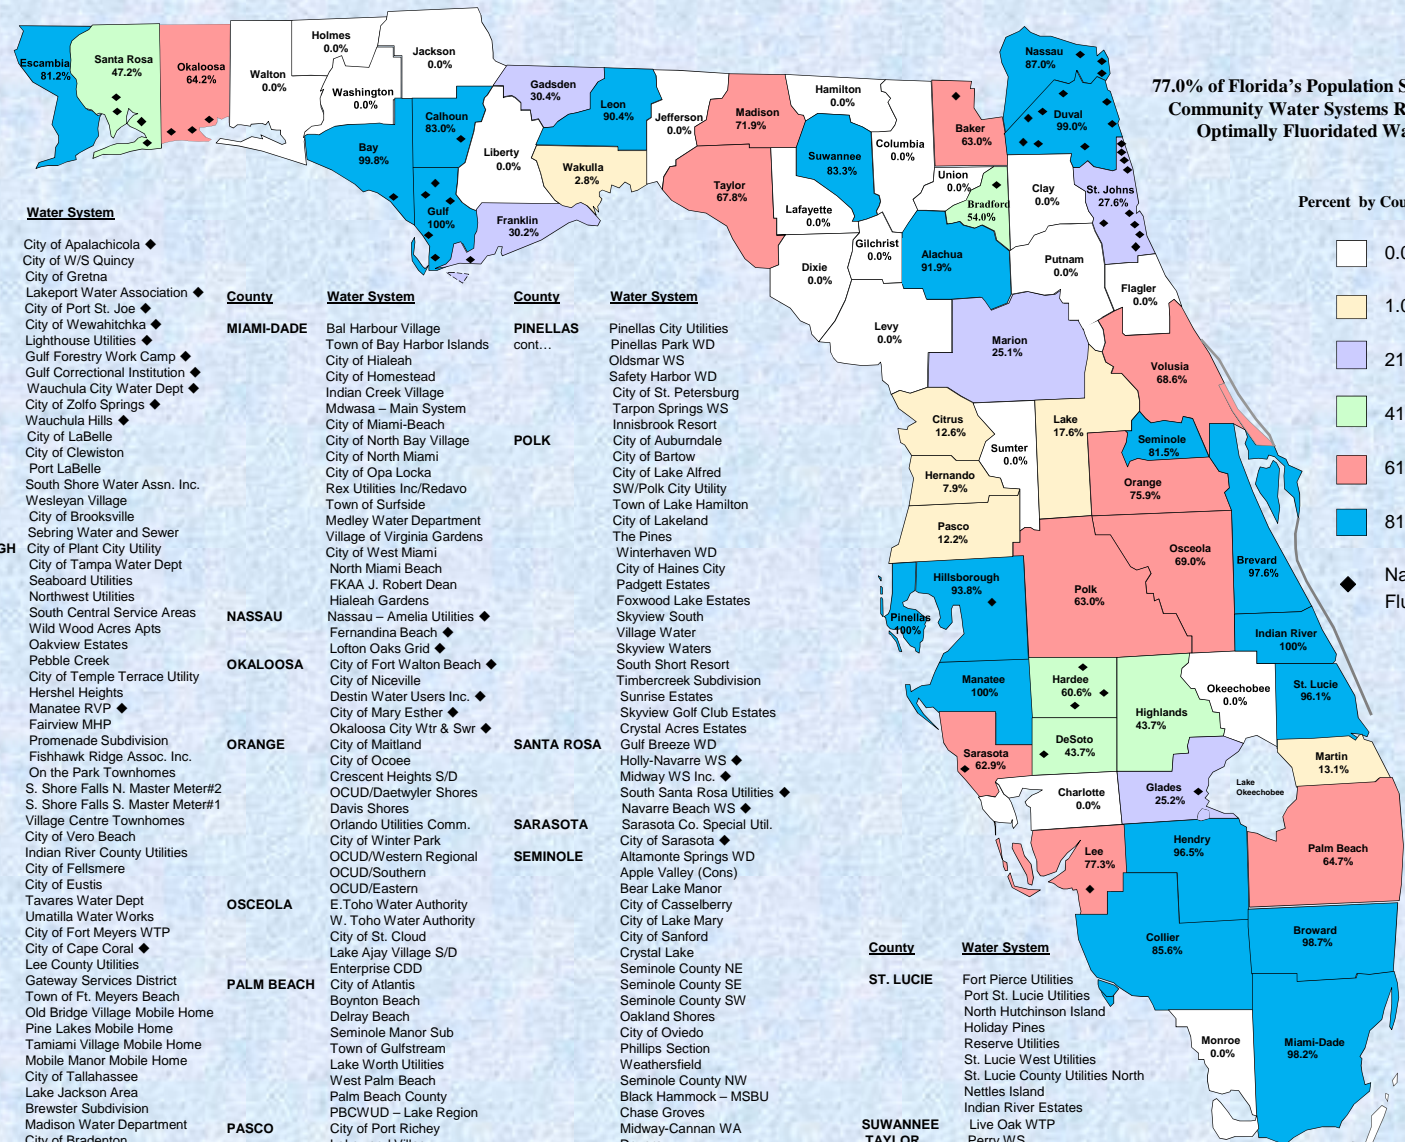 Escambia
81.2%
Santa Rosa
47.2%
Okaloosa
64.2%
Walton
0.0%
Holmes
0.0%
Washington
0.0%
Jackson
0.0%
Bay
99.8%
Calhoun
83.0%
Gulf
100%
Gadsden
30.4%
Liberty
0.0%
Franklin
30.2%
Leon
90.4%
Wakulla
2.8%
Jefferson
0.0%
Madison
71.9%
Taylor
67.8%
Hamilton
0.0%
Suwannee
83.3%
Lafayette
0.0%
Dixie
0.0%
Columbia
0.0%
Gilchrist
0.0%
Levy
0.0%
Baker
63.0%
Union
0.0%
Bradford
54.0%
Alachua
91.9%
Nassau
87.0%
Duval
99.0%
Clay
0.0%
St. Johns
27.6%
Putnam
0.0%
Flagler
0.0%
Marion
25.1%
Volusia
68.6%
Citrus
12.6%
Sumter
0.0%
Lake
17.6%
Seminole
81.5%
Hernando
7.9%
Orange
75.9%
Pasco
12.2%
Osceola
69.0%
Brevard
97.6%
Hillsborough
93.8%
Pinellas
100%
Polk
63.0%
Indian River
100%
Manatee
100%
Hardee
60.6%
Highlands
43.7%
Okeechobee
0.0%
St. Lucie
96.1%
Sarasota
62.9%
DeSoto
43.7%
Martin
13.1%
Charlotte
0.0%
Glades
25.2%
Lake
Okeechobee
Lee
77.3%
Hendry
96.5%
Palm Beach
64.7%
Collier
85.6%
Broward
98.7%
Monroe
0.0%
Miami-Dade
98.2%
77.0% of Florida’s Population S
Community Water Systems R
Optimally Fluoridated Wa
Percent by Cou
0.0
1.0
21
41
61
81
◆ Na
Flu
Water System
City of Apalachicola ◆
City of W/S Quincy
City of Gretna
Lakeport Water Association ◆
City of Port St. Joe ◆
City of Wewahitchka ◆
Lighthouse Utilities ◆
Gulf Forestry Work Camp ◆
Gulf Correctional Institution ◆
Wauchula City Water Dept ◆
City of Zolfo Springs ◆
Wauchula Hills ◆
City of LaBelle
City of Clewiston
Port LaBelle
South Shore Water Assn. Inc.
Wesleyan Village
City of Brooksville
Sebring Water and Sewer
GH City of Plant City Utility
City of Tampa Water Dept
Seaboard Utilities
Northwest Utilities
South Central Service Areas
Wild Wood Acres Apts
Oakview Estates
Pebble Creek
City of Temple Terrace Utility
Hershel Heights
Manatee RVP ◆
Fairview MHP
Promenade Subdivision
Fishhawk Ridge Assoc. Inc.
On the Park Townhomes
S. Shore Falls N. Master Meter#2
S. Shore Falls S. Master Meter#1
Village Centre Townhomes
City of Vero Beach
Indian River County Utilities
City of Fellsmere
City of Eustis
Tavares Water Dept
Umatilla Water Works
City of Fort Meyers WTP
City of Cape Coral ◆
Lee County Utilities
Gateway Services District
Town of Ft. Meyers Beach
Old Bridge Village Mobile Home
Pine Lakes Mobile Home
Tamiami Village Mobile Home
Mobile Manor Mobile Home
City of Tallahassee
Lake Jackson Area
Brewster Subdivision
Madison Water Department
City of Bradenton
County Water System
MIAMI-DADE Bal Harbour Village
Town of Bay Harbor Islands
City of Hialeah
City of Homestead
Indian Creek Village
Mdwasa – Main System
City of Miami-Beach
City of North Bay Village
City of North Miami
City of Opa Locka
Rex Utilities Inc/Redavo
Town of Surfside
Medley Water Department
Village of Virginia Gardens
City of West Miami
North Miami Beach
FKAA J. Robert Dean
Hialeah Gardens
NASSAU Nassau – Amelia Utilities ◆
Fernandina Beach ◆
Lofton Oaks Grid ◆
OKALOOSA City of Fort Walton Beach ◆
City of Niceville
Destin Water Users Inc. ◆
City of Mary Esther ◆
Okaloosa City Wtr & Swr ◆
ORANGE City of Maitland
City of Ocoee
Crescent Heights S/D
OCUD/Daetwyler Shores
Davis Shores
Orlando Utilities Comm.
City of Winter Park
OCUD/Western Regional
OCUD/Southern
OCUD/Eastern
OSCEOLA E.Toho Water Authority
W. Toho Water Authority
City of St. Cloud
Lake Ajay Village S/D
Enterprise CDD
PALM BEACH City of Atlantis
Boynton Beach
Delray Beach
Seminole Manor Sub
Town of Gulfstream
Lake Worth Utilities
West Palm Beach
Palm Beach County
PBCWUD – Lake Region
PASCO City of Port Richey
County Water System
PINELLAS Pinellas City Utilities
cont… Pinellas Park WD
Oldsmar WS
Safety Harbor WD
City of St. Petersburg
Tarpon Springs WS
Innisbrook Resort
POLK City of Auburndale
City of Bartow
City of Lake Alfred
SW/Polk City Utility
Town of Lake Hamilton
City of Lakeland
The Pines
Winterhaven WD
City of Haines City
Padgett Estates
Foxwood Lake Estates
Skyview South
Village Water
Skyview Waters
South Short Resort
Timbercreek Subdivision
Sunrise Estates
Skyview Golf Club Estates
Crystal Acres Estates
SANTA ROSA Gulf Breeze WD
Holly-Navarre WS ◆
Midway WS Inc. ◆
South Santa Rosa Utilities ◆
Navarre Beach WS ◆
SARASOTA Sarasota Co. Special Util.
City of Sarasota ◆
SEMINOLE Altamonte Springs WD
Apple Valley (Cons)
Bear Lake Manor
City of Casselberry
City of Lake Mary
City of Sanford
Crystal Lake
Seminole County NE
Seminole County SE
Seminole County SW
Oakland Shores
City of Oviedo
Phillips Section
Weathersfield
Seminole County NW
Black Hammock – MSBU
Chase Groves
Midway-Cannan WA
County Water System
ST. LUCIE Fort Pierce Utilities
Port St. Lucie Utilities
North Hutchinson Island
Holiday Pines
Reserve Utilities
St. Lucie West Utilities
St. Lucie County Utilities North
Nettles Island
Indian River Estates
SUWANNEE Live Oak WTP
TAYLOR Perry WS